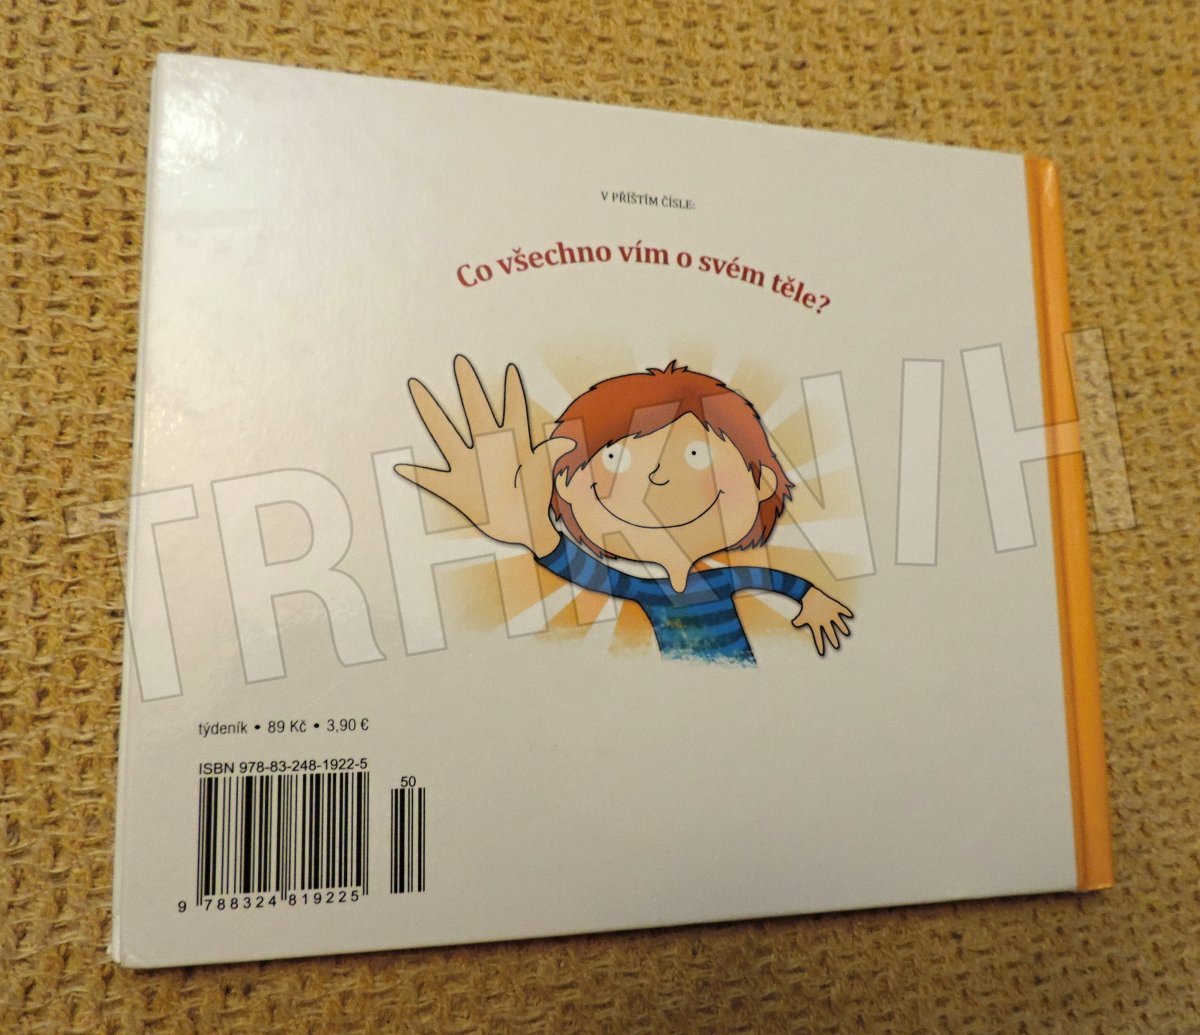 V PŘÍŠTÍM ČÍSLE:
Co všechno vím o svém těle?
TRHKNIH
týdeník • 89 Kč • 3,90 €
ISBN 978-83-248-1922-5
50
9 788324 819225